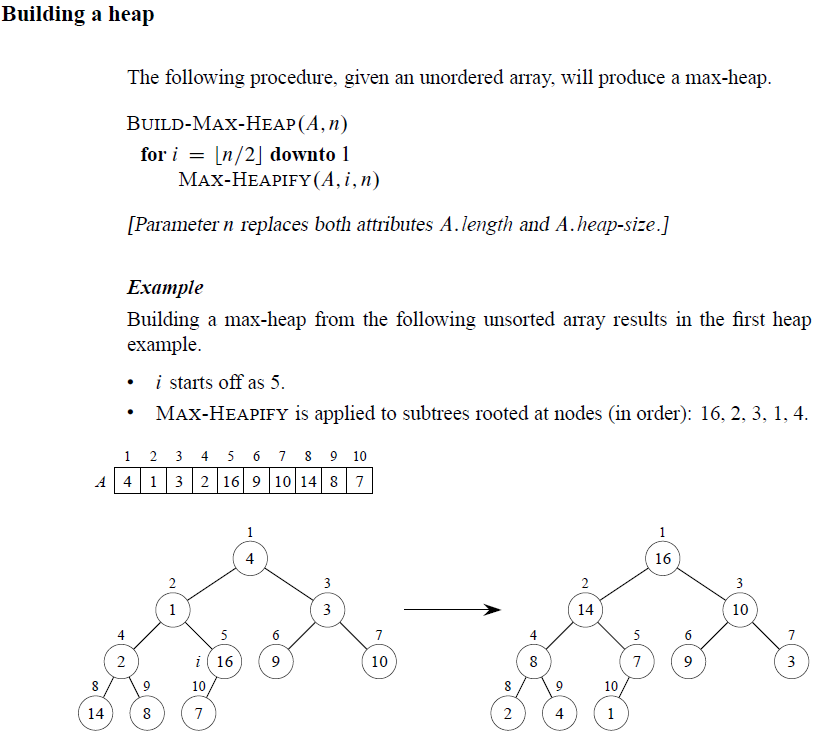 Building a heap
The following procedure, given an unordered array, will produce a max-heap.
BUILD-MAX-HEAP(A, n)
for i = ⌊n/2⌋ downto 1
MAX-HEAPIFY(A, i, n)
[Parameter n replaces both attributes A.length and A.heap-size.]
Example
Building a max-heap from the following unsorted array results in the first heap
example.
• i starts off as 5.
• MAX-HEAPIFY is applied to subtrees rooted at nodes (in order): 16, 2, 3, 1, 4.
1 2 3 4 5 6 7 8 9 10
A 4 1 3 2 16 9 10 14 8 7
1 1
4 16
2 3 2 3
1 3 14 10
4 5 6 7 4 5 6 7
2 i 16 9 10 8 7 9 3
8 9 10 8 9 10
14 8 7 2 4 1